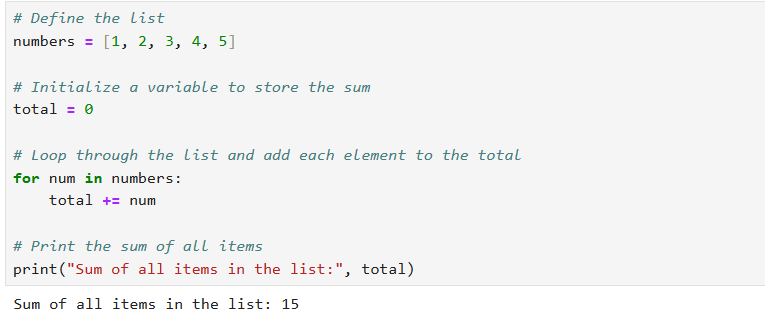 # Define the list
numbers = [1, 2, 3, 4, 5]
# Initialize a variable to store the sum
total = 0
# Loop through the list and add each element to the total
for num in numbers:
    total += num
# Print the sum of all items
print("Sum of all items in the list:", total)
Sum of all items in the list: 15